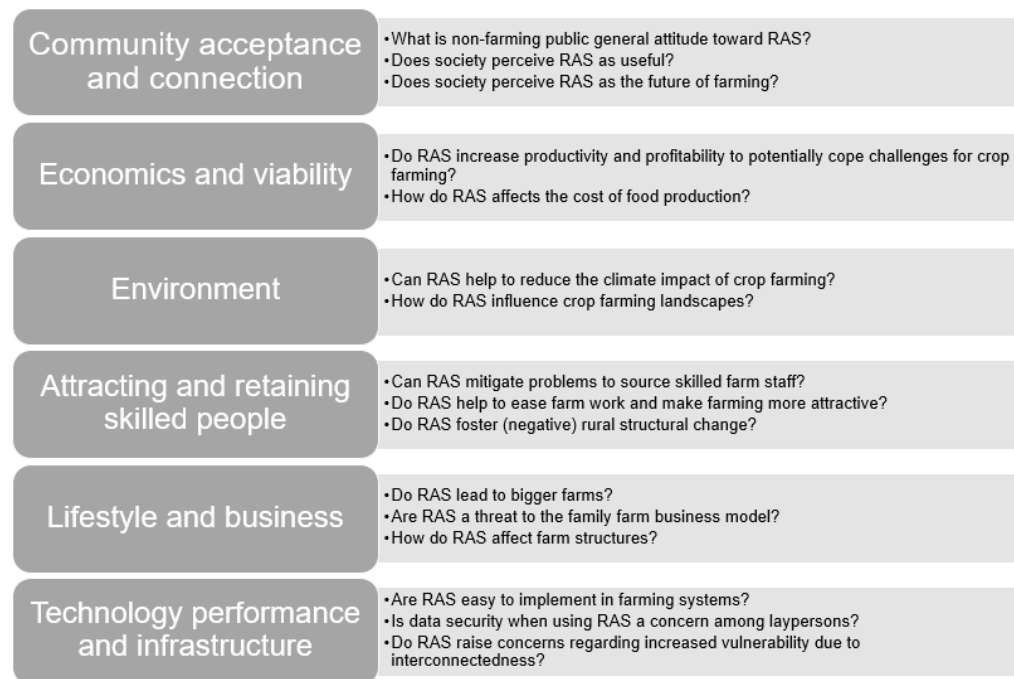 Community acceptance
and connection
•What is non-farming public general attitude toward RAS?
•Does society perceive RAS as useful?
•Does society perceive RAS as the future of farming?
Economics and viability
•Do RAS increase productivity and profitability to potentially cope challenges for crop
farming?
•How do RAS affects the cost of food production?
Environment
•Can RAS help to reduce the climate impact of crop farming?
•How do RAS influence crop farming landscapes?
Attracting and retaining
skilled people
•Can RAS mitigate problems to source skilled farm staff?
•Do RAS help to ease farm work and make farming more attractive?
•Do RAS foster (negative) rural structural change?
Lifestyle and business
•Do RAS lead to bigger farms?
•Are RAS a threat to the family farm business model?
•How do RAS affect farm structures?
Technology performance
and infrastructure
•Are RAS easy to implement in farming systems?
•Is data security when using RAS a concern among laypersons?
•Do RAS raise concerns regarding increased vulnerability due to
interconnectedness?